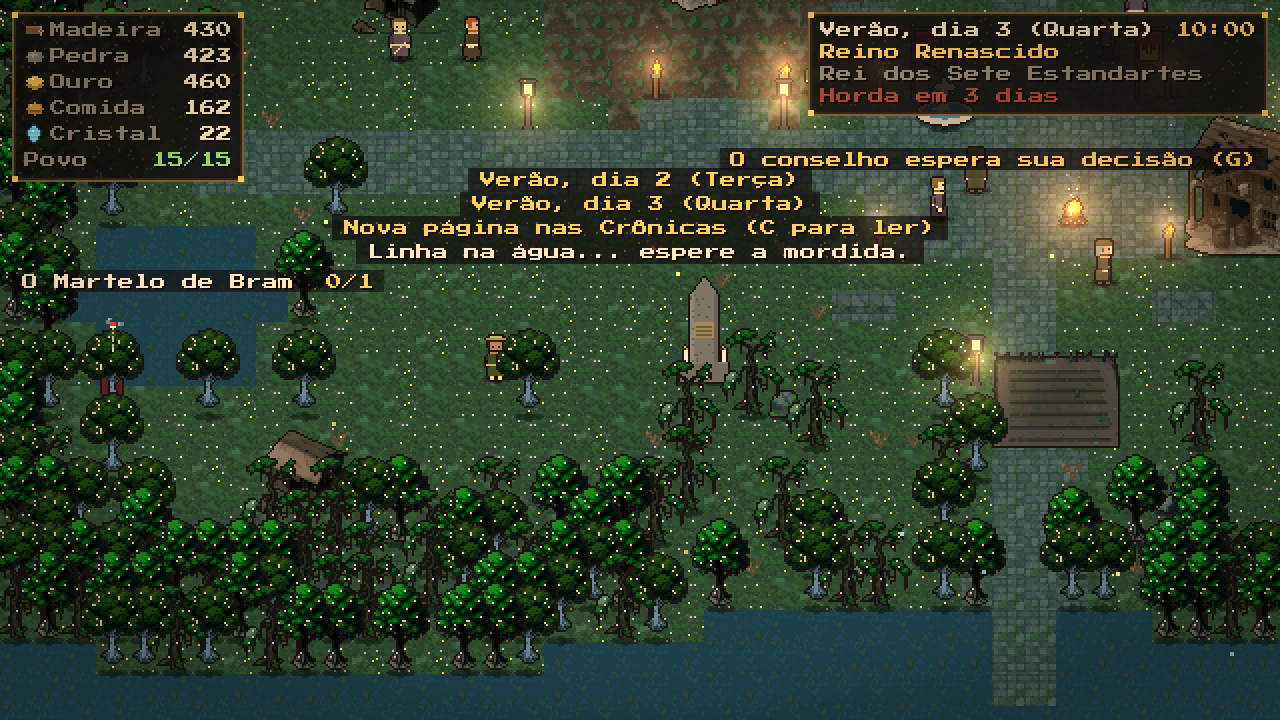 Madeira 430
Pedra 423
Ouro 460
Comida 162
Cristal 22
Povo 15/15
Verão, dia 3 (Quarta) 10:00
Reino Renascido
Rei dos Sete Estandartes
Horda em 3 dias
O conselho espera sua decisão (G)
Verão, dia 2 (Terça)
Verão, dia 3 (Quarta)
Nova página nas Crônicas (C para ler)
Linha na água... espere a mordida.
O Martelo de Bram 0/1